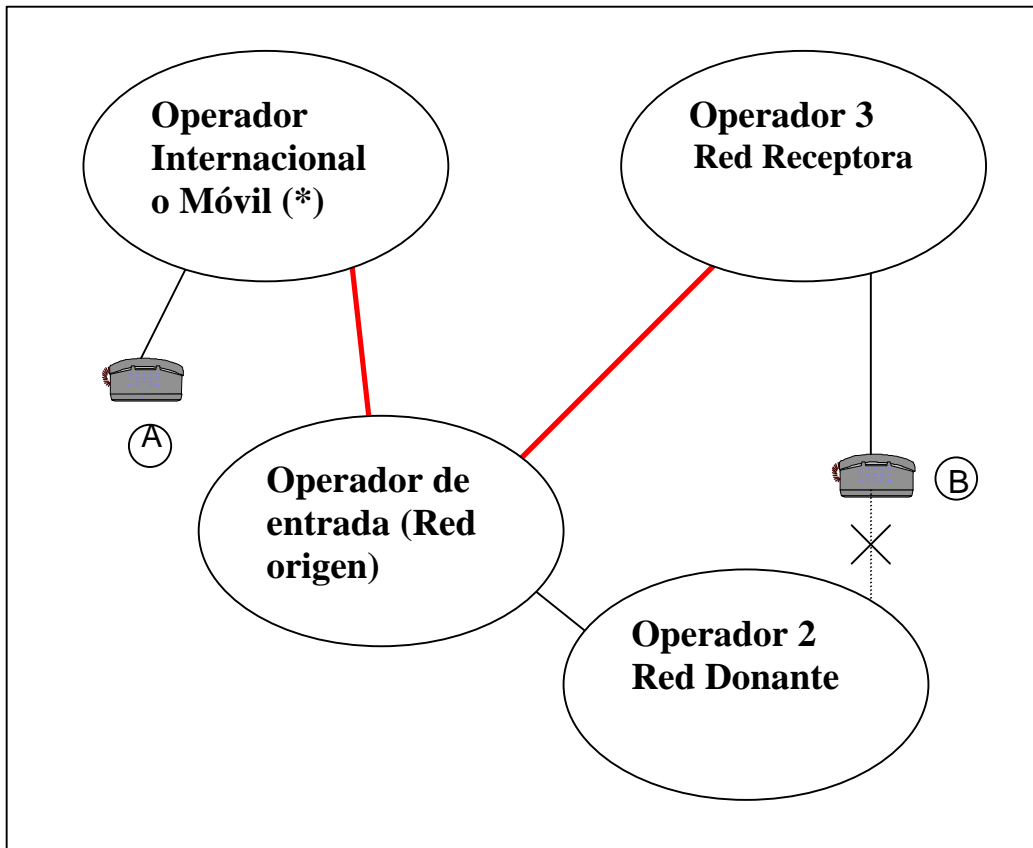 Operador
Internacional
o Móvil (*)
Operador 3
Red Receptora
A
Operador de
entrada (Red
origen)
B
Operador 2
Red Donante